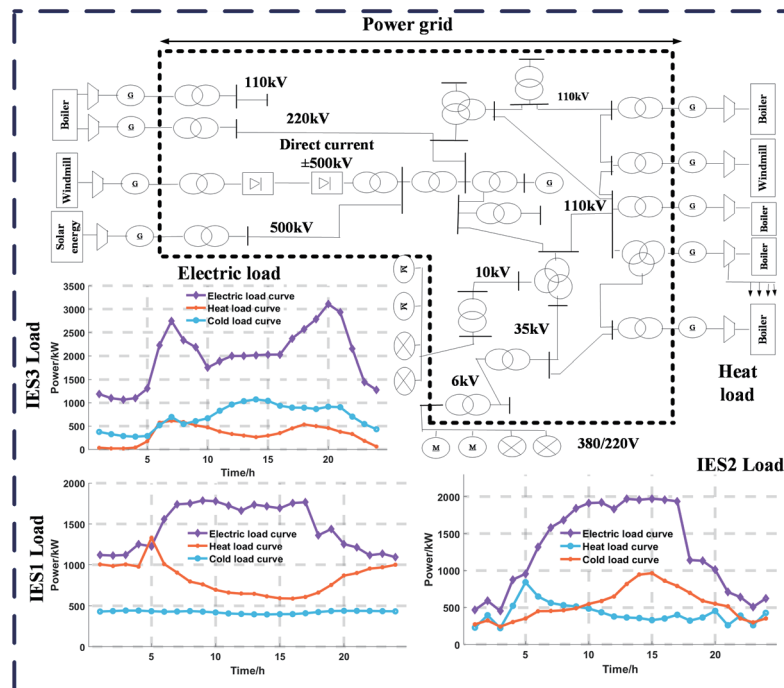 Power grid
110kV
110kV
220kV
Direct current
±500kV
500kV
110kV
10kV
35kV
6kV
380/220V
Boiler
Boiler
Windmill
Windmill
Solar
energy
Boiler
Boiler
Boiler
Heat
load
G
G
G
G
G
G
G
G
G
G
M
M
M
M
Electric load
IES3 Load
Electric load curve
Heat load curve
Cold load curve
Power/kW
3500
3000
2500
2000
1500
1000
500
0
5
10
15
20
Time/h
IES1 Load
Electric load curve
Heat load curve
Cold load curve
Power/kW
2000
1500
1000
500
0
5
10
15
20
Time/h
IES2 Load
Electric load curve
Heat load curve
Cold load curve
Power/kW
2000
1500
1000
500
0
5
10
15
20
Time/h